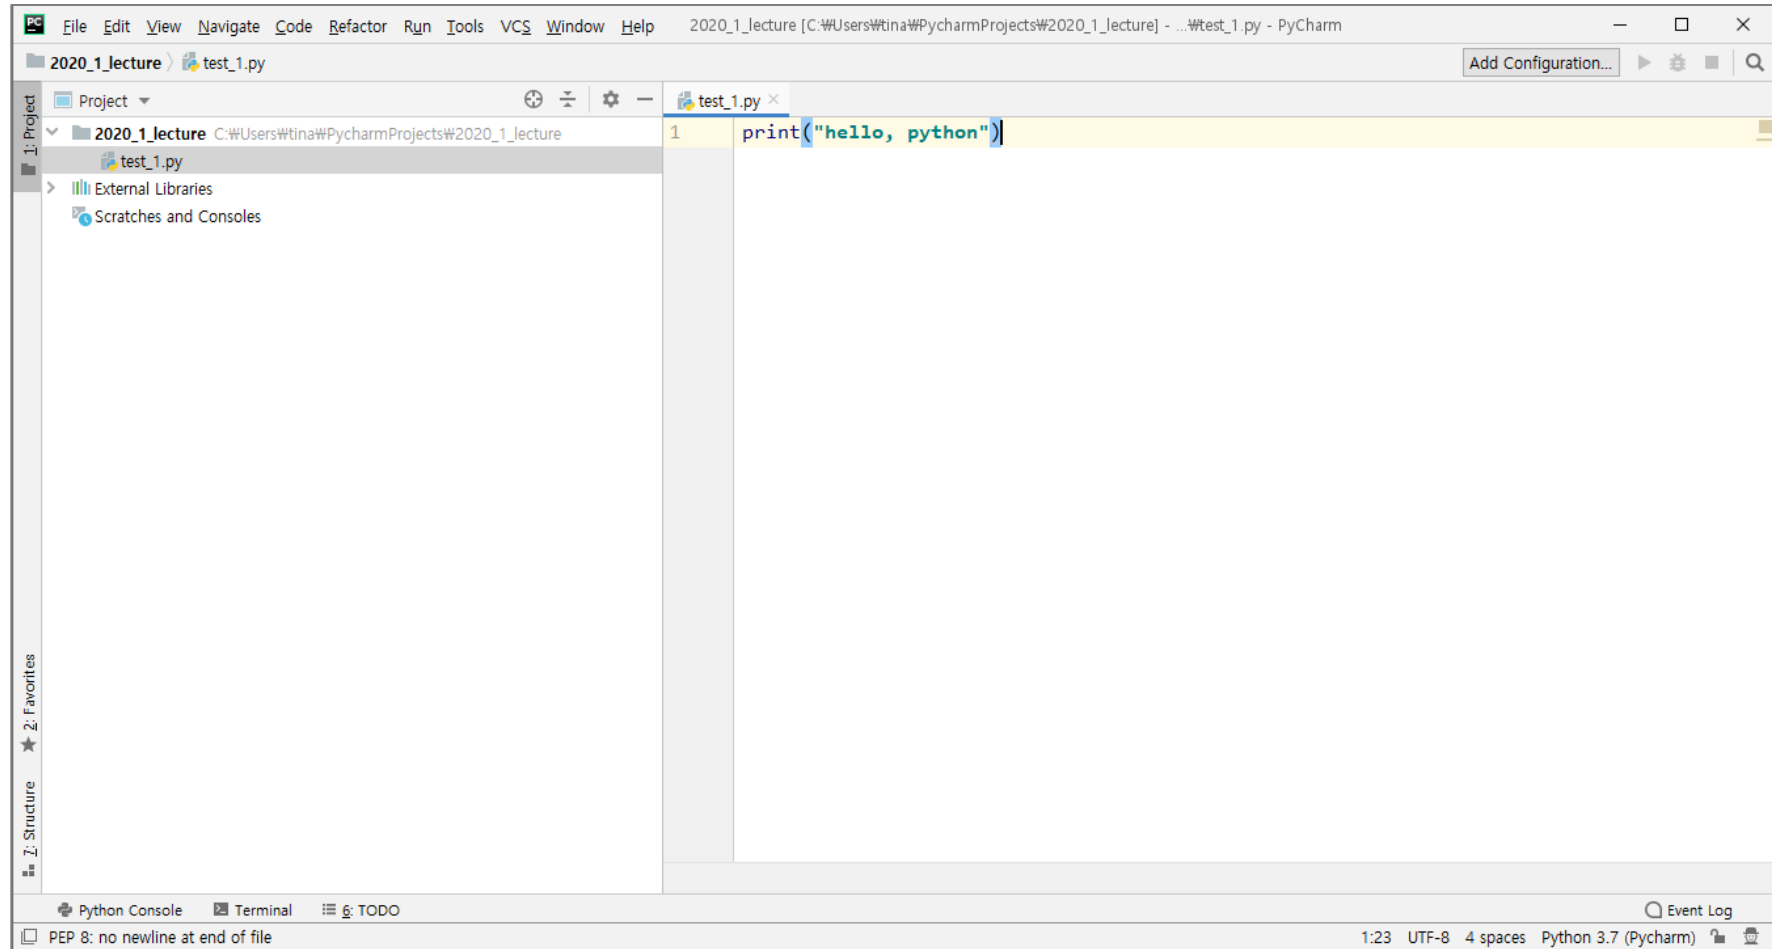 PC File Edit View Navigate Code Refactor Run Tools VCS Window Help 2020_1_lecture [C:₩Users₩tina₩PycharmProjects₩2020_1_lecture] - ...₩test_1.py - PyCharm
2020_1_lecture test_1.py Add Configuration...
1: Project
Project
test_1.py
2020_1_lecture C:₩Users₩tina₩PycharmProjects₩2020_1_lecture
1 print("hello, python")
test_1.py
External Libraries
Scratches and Consoles
2: Favorites
7: Structure
Python Console Terminal 6: TODO Event Log
PEP 8: no newline at end of file 1:23 UTF-8 4 spaces Python 3.7 (Pycharm)